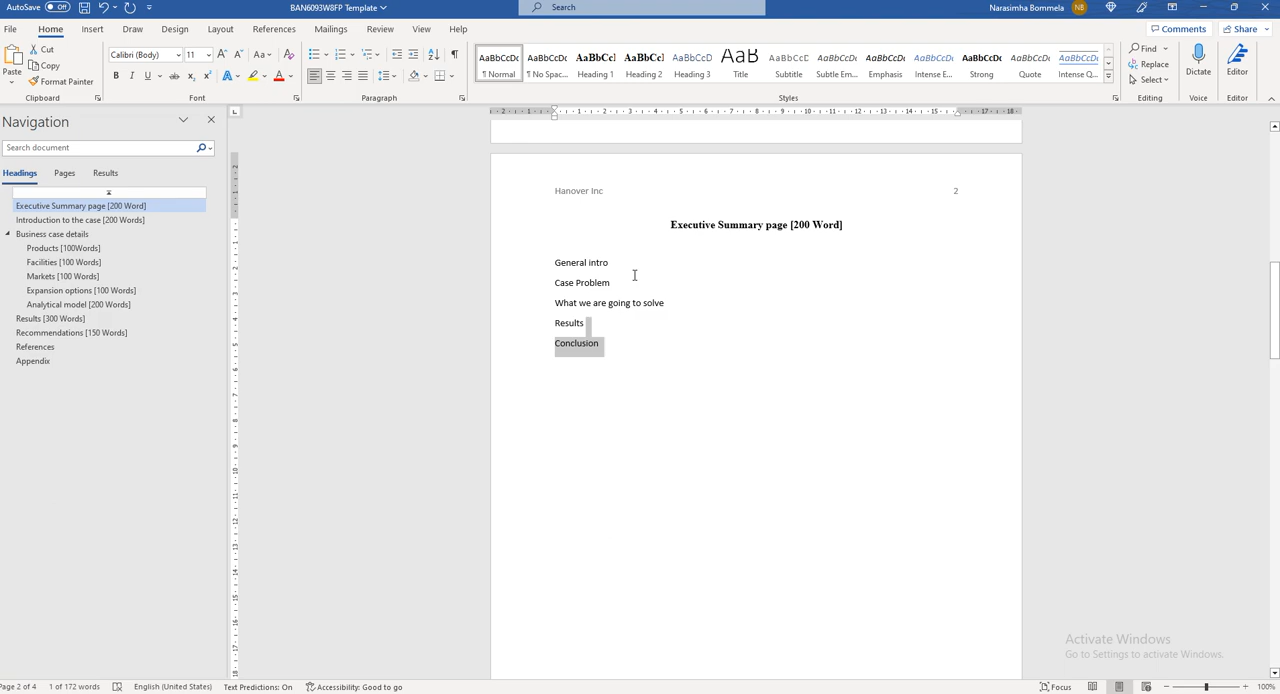 AutoSave Off BAN6093W8FP Template Search Narasimha Bommela NB
File Home Insert Draw Design Layout References Mailings Review View Help Comments Share
Paste Cut Copy Format Painter Clipboard
Calibri (Body) 11 Font
Paragraph
AaBbCcDc AaBbCcDc AaBbCc] AaBbCcI AaBbCcD AaB AaBbCcD AaBbCcDc AaBbCcDc AaBbCcDc AaBbCcDc AaBbCcDc AaBbCcDc
¶ Normal ¶ No Spac... Heading 1 Heading 2 Heading 3 Title Subtitle Subtle Em... Emphasis Intense E... Strong Quote Intense Q...
Styles
Find Replace Select Editing
Dictate Voice
Editor Editor
Navigation
Search document
Headings Pages Results
Executive Summary page [200 Word]
Introduction to the case [200 Words]
Business case details
Products [100Words]
Facilities [100 Words]
Markets [100 Words]
Expansion options [100 Words]
Analytical model [200 Words]
Results [300 Words]
Recommendations [150 Words]
References
Appendix
Hanover Inc 2
Executive Summary page [200 Word]
General intro
Case Problem
What we are going to solve
Results
Conclusion
Activate Windows
Go to Settings to activate Windows.
Page 2 of 4 1 of 172 words English (United States) Text Predictions: On Accessibility: Good to go Focus 100%